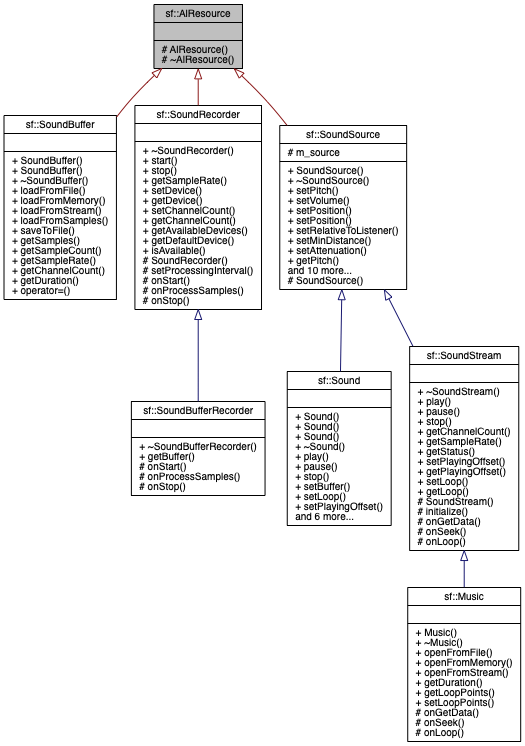 sf::AlResource
# AlResource()
# ~AlResource()
sf::SoundBuffer
+ SoundBuffer()
+ SoundBuffer()
+ ~SoundBuffer()
+ loadFromFile()
+ loadFromMemory()
+ loadFromStream()
+ loadFromSamples()
+ saveToFile()
+ getSamples()
+ getSampleCount()
+ getSampleRate()
+ getChannelCount()
+ getDuration()
+ operator=()
sf::SoundRecorder
+ ~SoundRecorder()
+ start()
+ stop()
+ getSampleRate()
+ setDevice()
+ getDevice()
+ setChannelCount()
+ getChannelCount()
+ getAvailableDevices()
+ getDefaultDevice()
+ isAvailable()
# SoundRecorder()
# setProcessingInterval()
# onStart()
# onProcessSamples()
# onStop()
sf::SoundSource
# m_source
+ SoundSource()
+ ~SoundSource()
+ setPitch()
+ setVolume()
+ setPosition()
+ setPosition()
+ setRelativeToListener()
+ setMinDistance()
+ setAttenuation()
+ getPitch()
and 10 more...
# SoundSource()
sf::SoundBufferRecorder
+ ~SoundBufferRecorder()
+ getBuffer()
# onStart()
# onProcessSamples()
# onStop()
sf::Sound
+ Sound()
+ Sound()
+ Sound()
+ ~Sound()
+ play()
+ pause()
+ stop()
+ setBuffer()
+ setLoop()
+ setPlayingOffset()
and 6 more...
sf::SoundStream
+ ~SoundStream()
+ play()
+ pause()
+ stop()
+ getChannelCount()
+ getSampleRate()
+ getStatus()
+ setPlayingOffset()
+ getPlayingOffset()
+ setLoop()
+ getLoop()
# SoundStream()
# initialize()
# onGetData()
# onSeek()
# onLoop()
sf::Music
+ Music()
+ ~Music()
+ openFromFile()
+ openFromMemory()
+ openFromStream()
+ getDuration()
+ getLoopPoints()
+ setLoopPoints()
# onGetData()
# onSeek()
# onLoop()